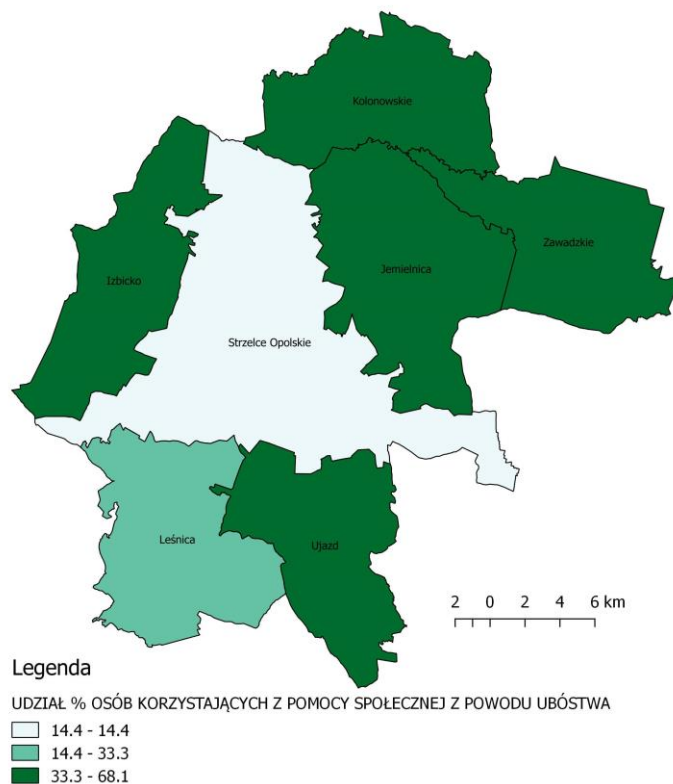 Kolonowskie
Zawadzkie
Jemielnica
Izbicko
Strzelce Opolskie
Leśnica
Ujazd
2 0 2 4 6 km
Legenda
UDZIAŁ % OSÓB KORZYSTAJĄCYCH Z POMOCY SPOŁECZNEJ Z POWODU UBÓSTWA
14.4 - 14.4
14.4 - 33.3
33.3 - 68.1